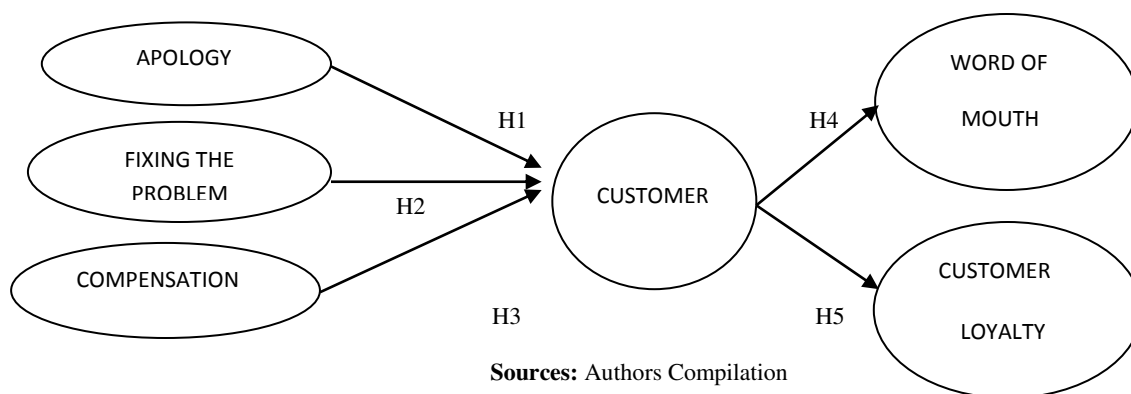 APOLOGY
H1
FIXING THE
PROBLEM
H2
COMPENSATION
H3
CUSTOMER
H4
WORD OF
MOUTH
H5
CUSTOMER
LOYALTY
Sources: Authors Compilation